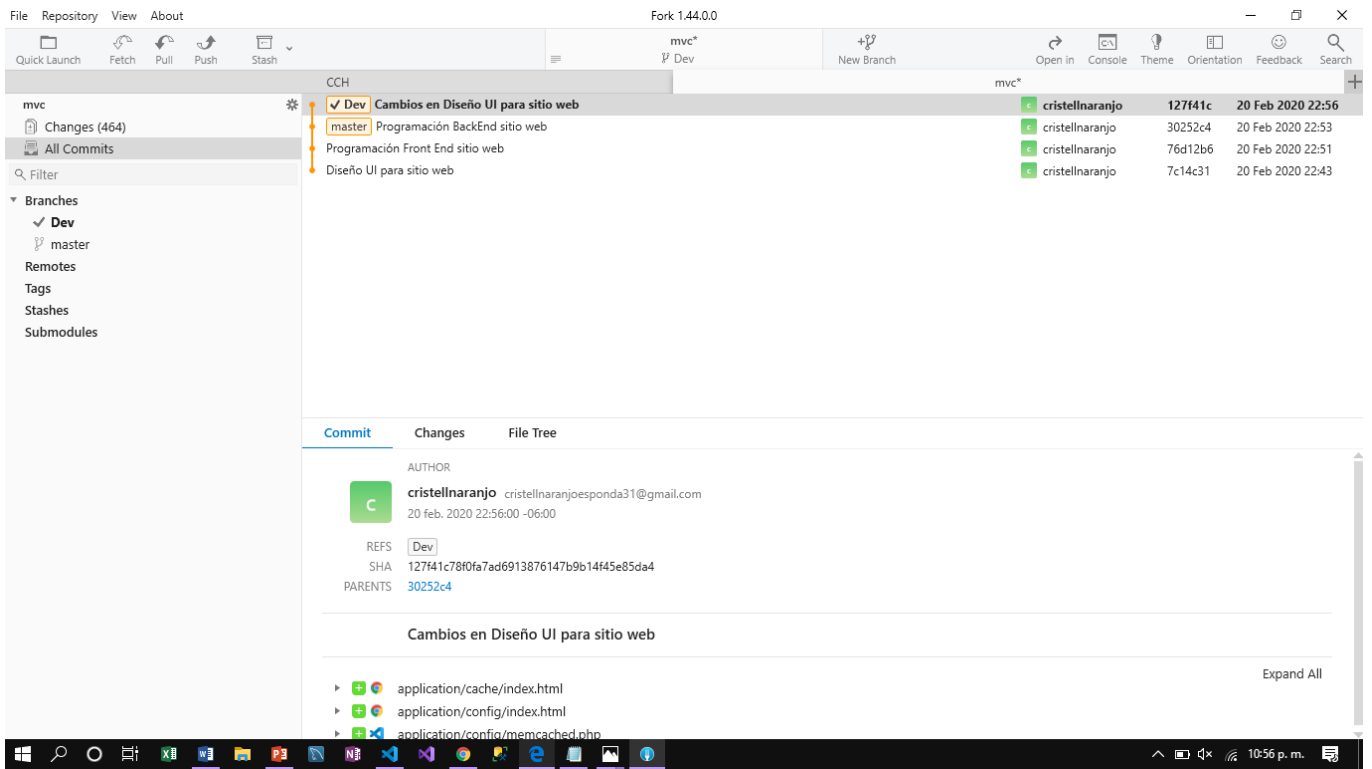 File Repository View About Fork 1.44.0.0
Quick Launch Fetch Pull Push Stash mvc* Dev New Branch Open in Console Theme Orientation Feedback Search
CCH mvc*
mvc
Changes (464)
All Commits
Filter
Branches
Dev
master
Remotes
Tags
Stashes
Submodules
Dev Cambios en Diseño UI para sitio web c cristellnaranjo 127f41c 20 Feb 2020 22:56
master Programación BackEnd sitio web c cristellnaranjo 30252c4 20 Feb 2020 22:53
Programación Front End sitio web c cristellnaranjo 76d12b6 20 Feb 2020 22:51
Diseño UI para sitio web c cristellnaranjo 7c14c31 20 Feb 2020 22:43
Commit Changes File Tree
AUTHOR
C cristellnaranjo cristellnaranjoesponda31@gmail.com
20 feb. 2020 22:56:00 -06:00
REFS Dev
SHA 127f41c78f0fa7ad6913876147b9b14f45e85da4
PARENTS 30252c4
Cambios en Diseño UI para sitio web
Expand All
application/cache/index.html
application/config/index.html
application/config/memcached.php
10:56 p. m.